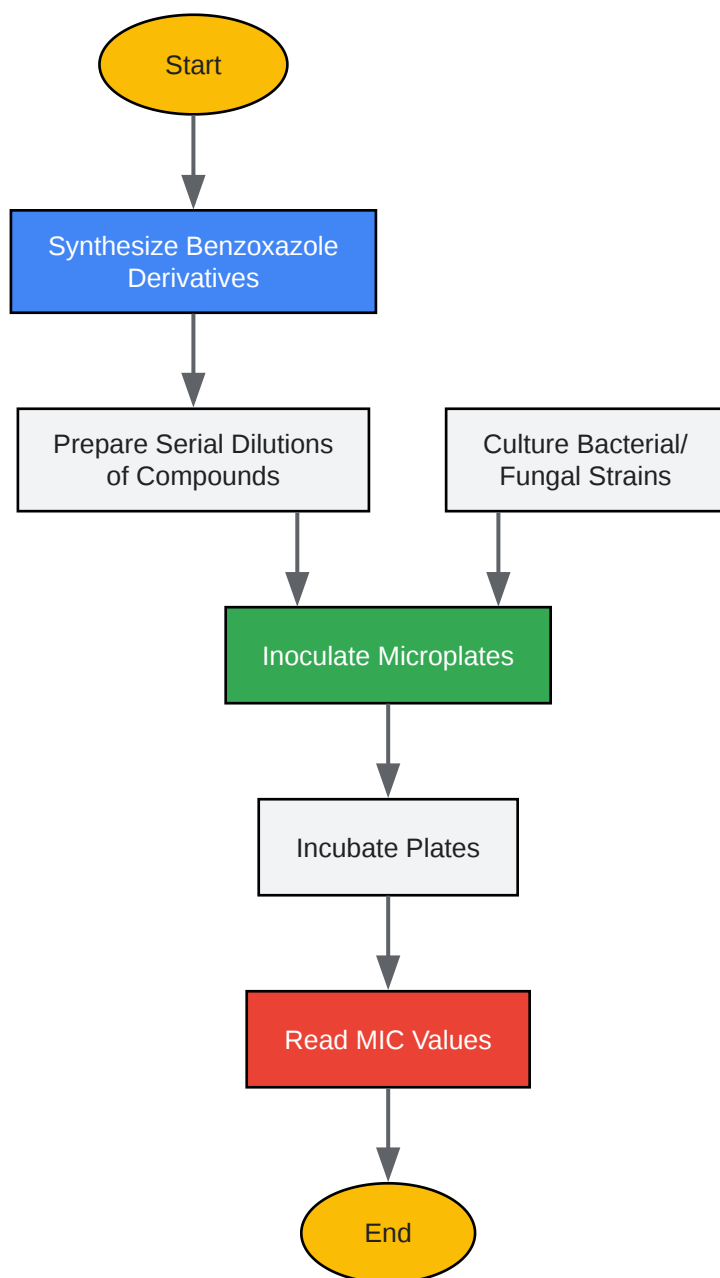 Start
Synthesize Benzoxazole
Derivatives
Prepare Serial Dilutions
of Compounds
Culture Bacterial/
Fungal Strains
Inoculate Microplates
Incubate Plates
Read MIC Values
End